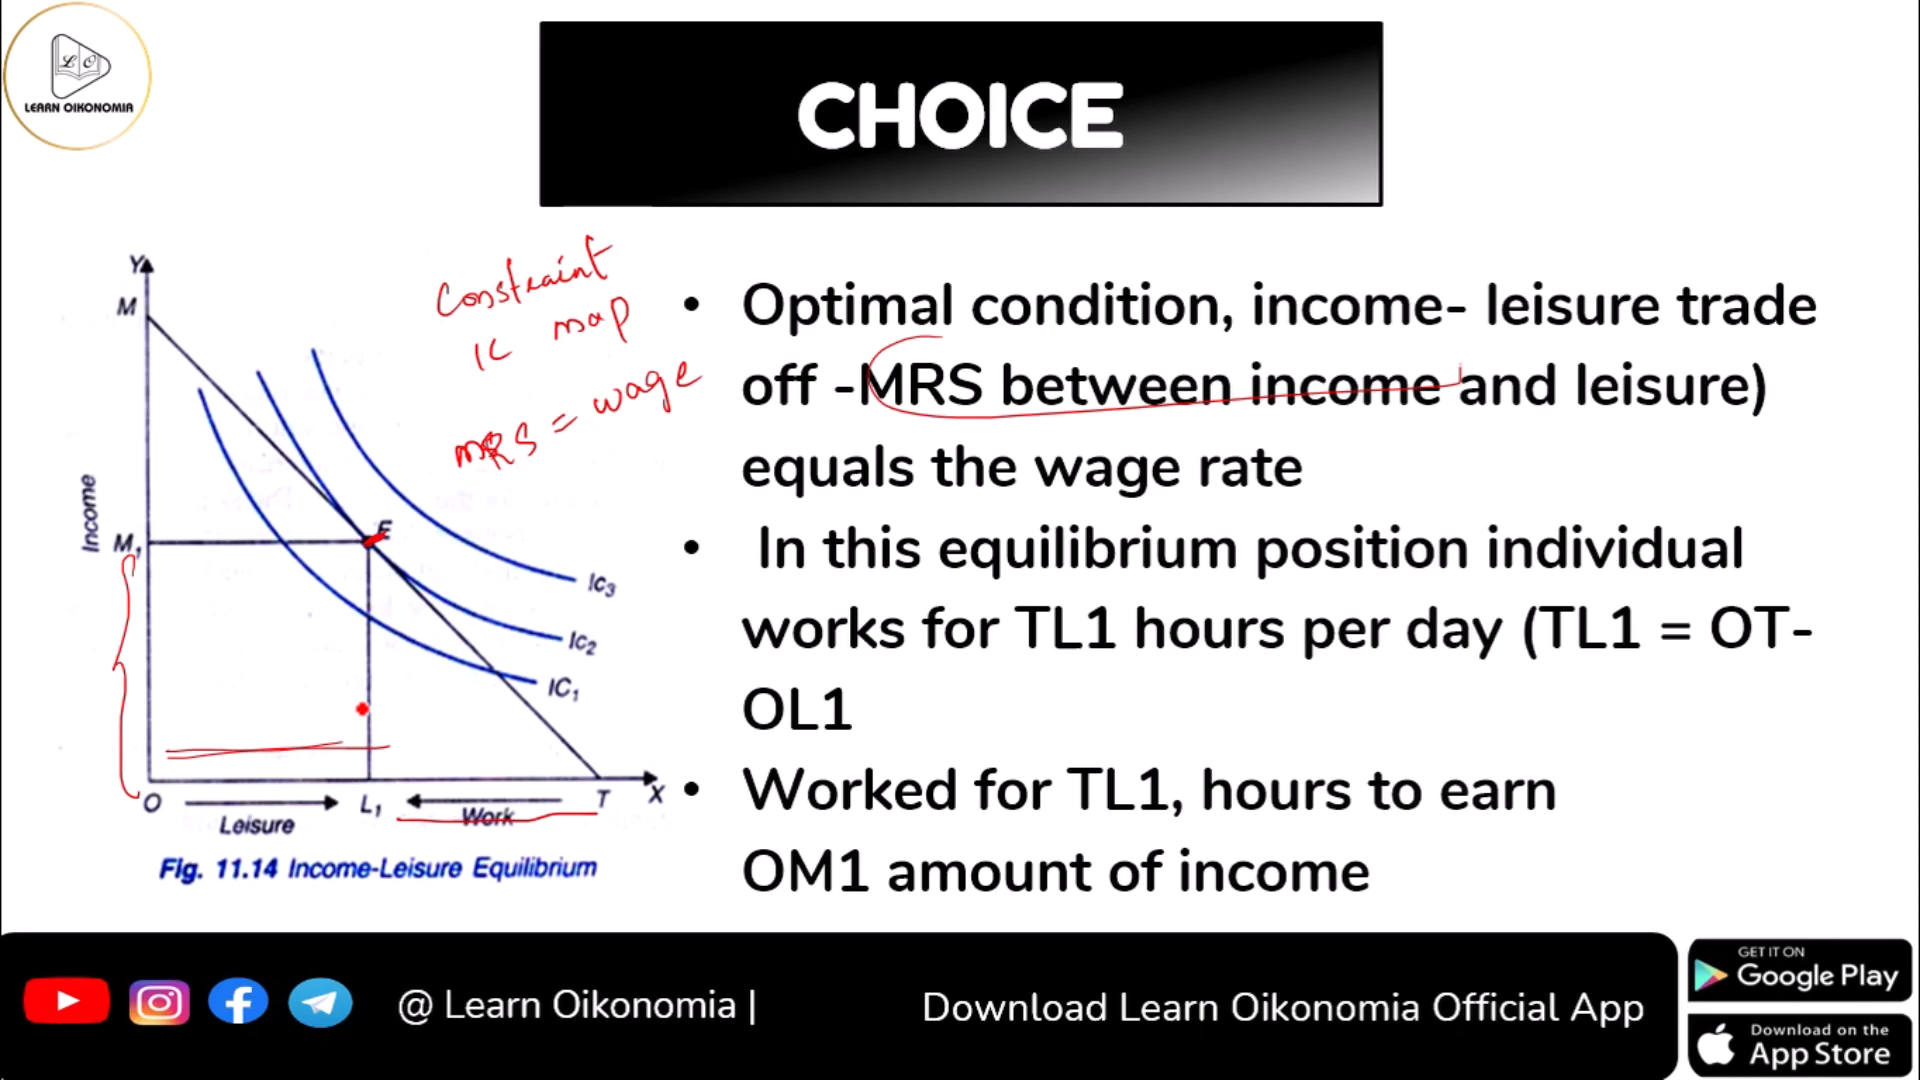 LO
LEARN OIKONOMIA
CHOICE
Constraint
IC map
MRS = wage
Y
M
Income
M1
E
IC3
IC2
IC1
O
L1
T
X
Leisure
Work
Fig. 11.14 Income-Leisure Equilibrium
• Optimal condition, income- leisure trade
off -MRS between income and leisure)
equals the wage rate
• In this equilibrium position individual
works for TL1 hours per day (TL1 = OT-
OL1
• Worked for TL1, hours to earn
OM1 amount of income
@ Learn Oikonomia |
Download Learn Oikonomia Official App
GET IT ON
Google Play
Download on the
App Store